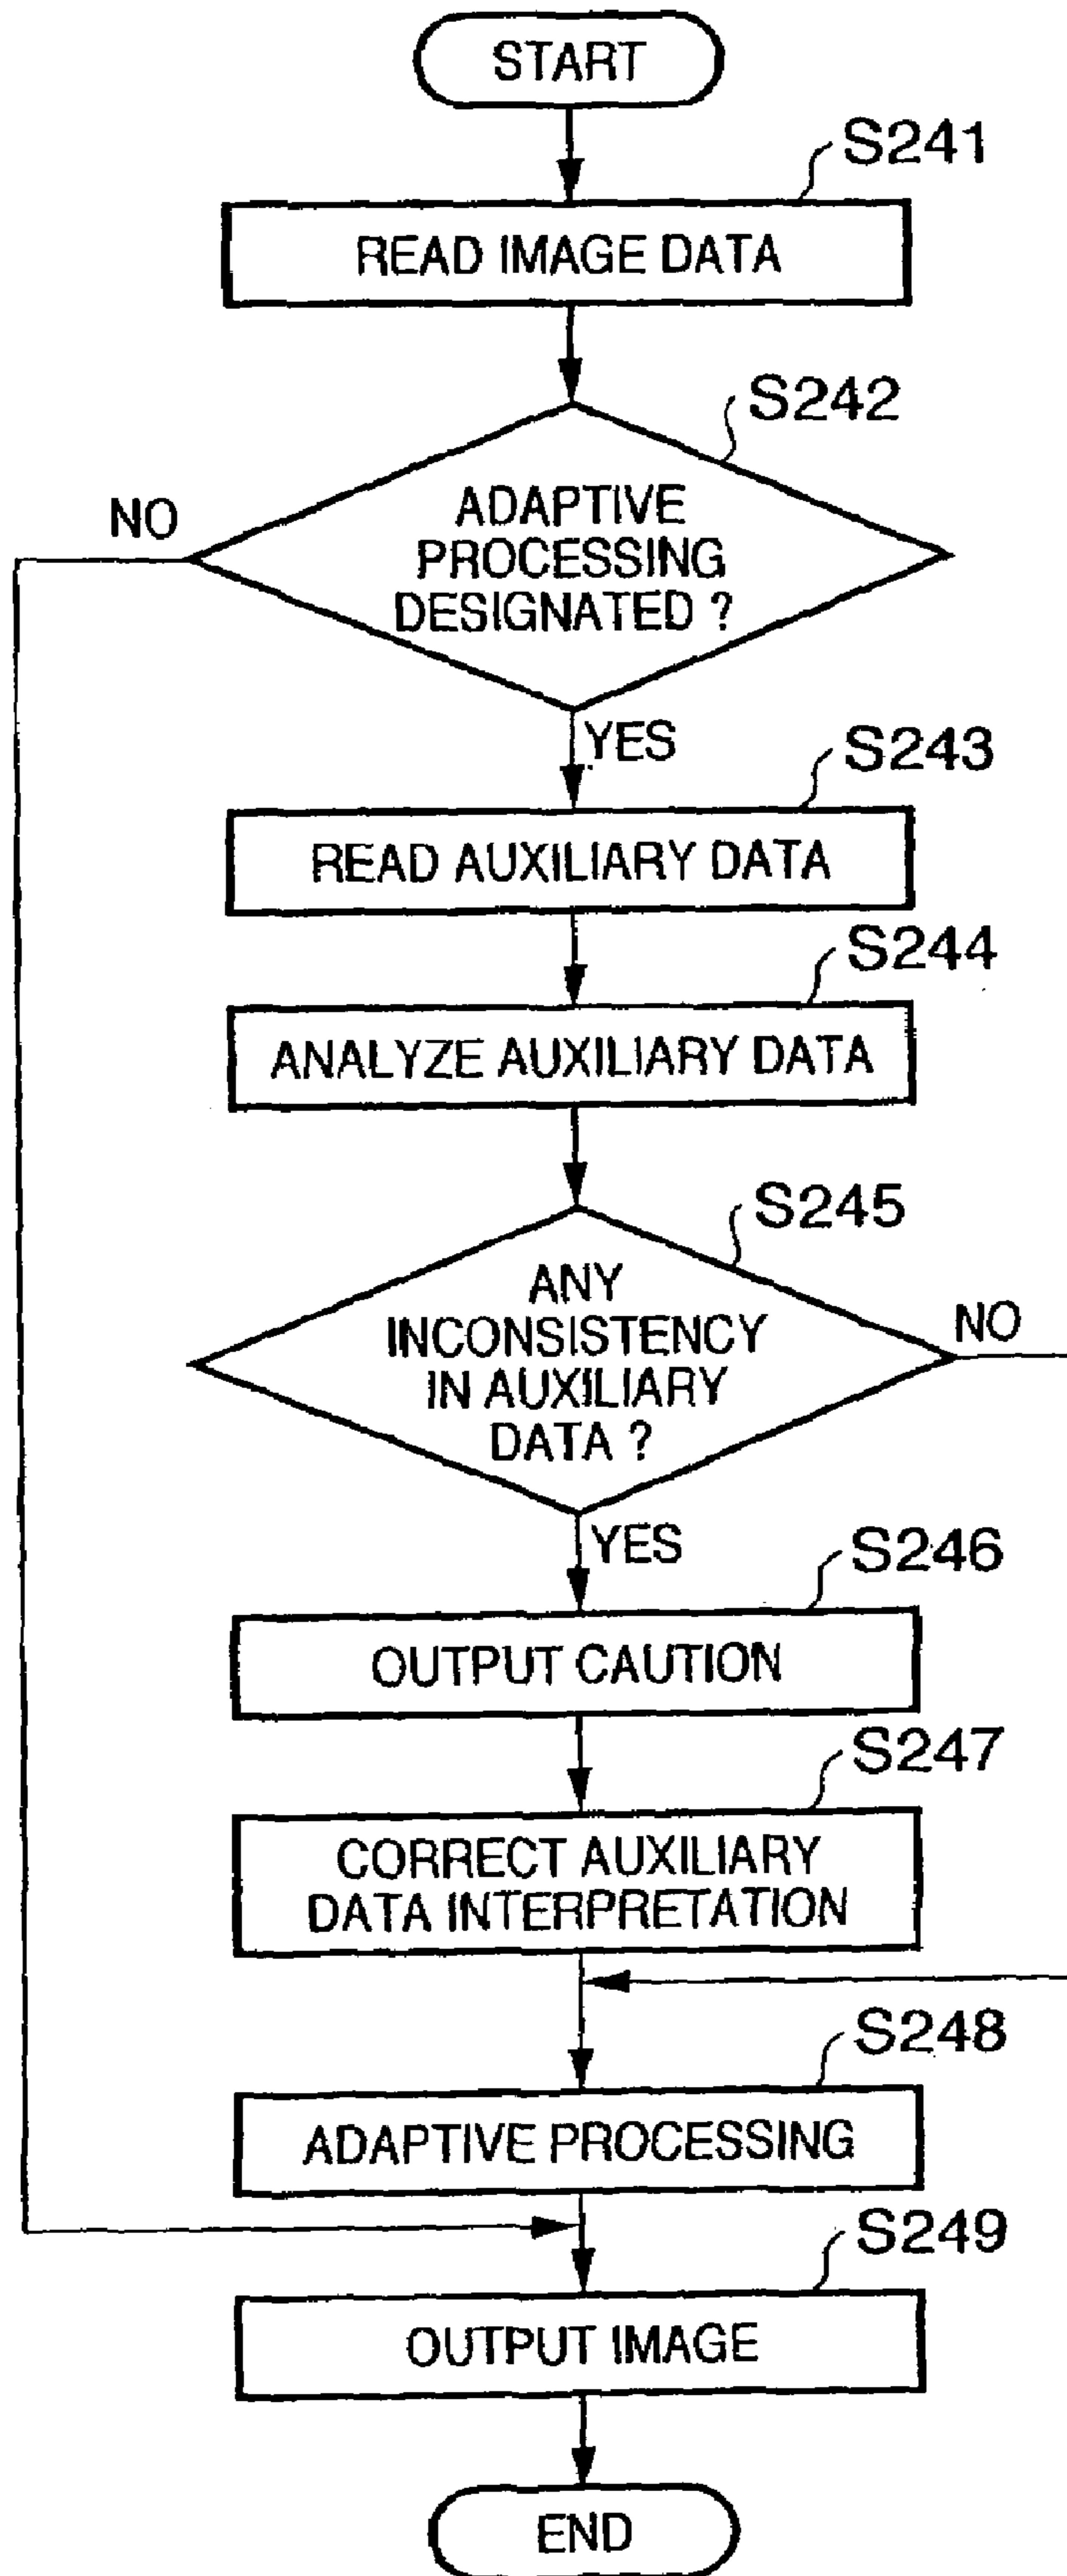 START
S241
READ IMAGE DATA
S242
NO
ADAPTIVE
PROCESSING
DESIGNATED ?
YES
S243
READ AUXILIARY DATA
S244
ANALYZE AUXILIARY DATA
S245
ANY
INCONSISTENCY
IN AUXILIARY
DATA ?
NO
YES
S246
OUTPUT CAUTION
S247
CORRECT AUXILIARY
DATA INTERPRETATION
S248
ADAPTIVE PROCESSING
S249
OUTPUT IMAGE
END